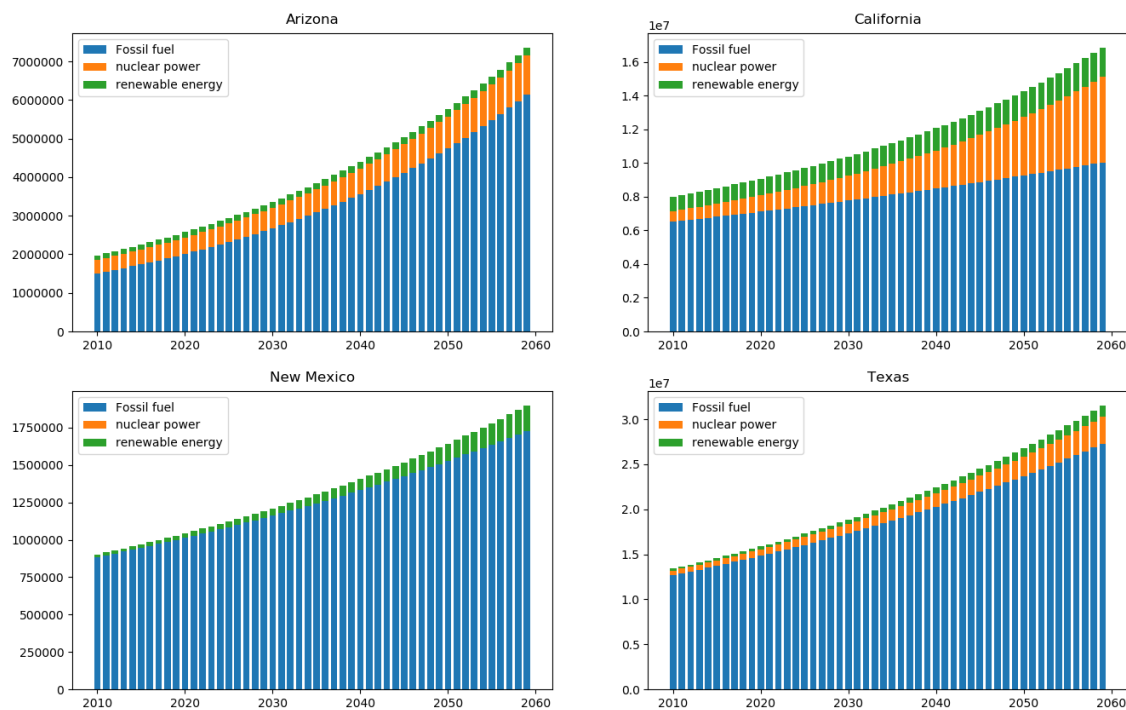 Arizona
Fossil fuel
nuclear power
renewable energy
7000000
6000000
5000000
4000000
3000000
2000000
1000000
0
2010 2020 2030 2040 2050 2060
California
1e7
Fossil fuel
nuclear power
renewable energy
1.6
1.4
1.2
1.0
0.8
0.6
0.4
0.2
0.0
2010 2020 2030 2040 2050 2060
New Mexico
Fossil fuel
nuclear power
renewable energy
1750000
1500000
1250000
1000000
750000
500000
250000
0
2010 2020 2030 2040 2050 2060
Texas
1e7
Fossil fuel
nuclear power
renewable energy
3.0
2.5
2.0
1.5
1.0
0.5
0.0
2010 2020 2030 2040 2050 2060